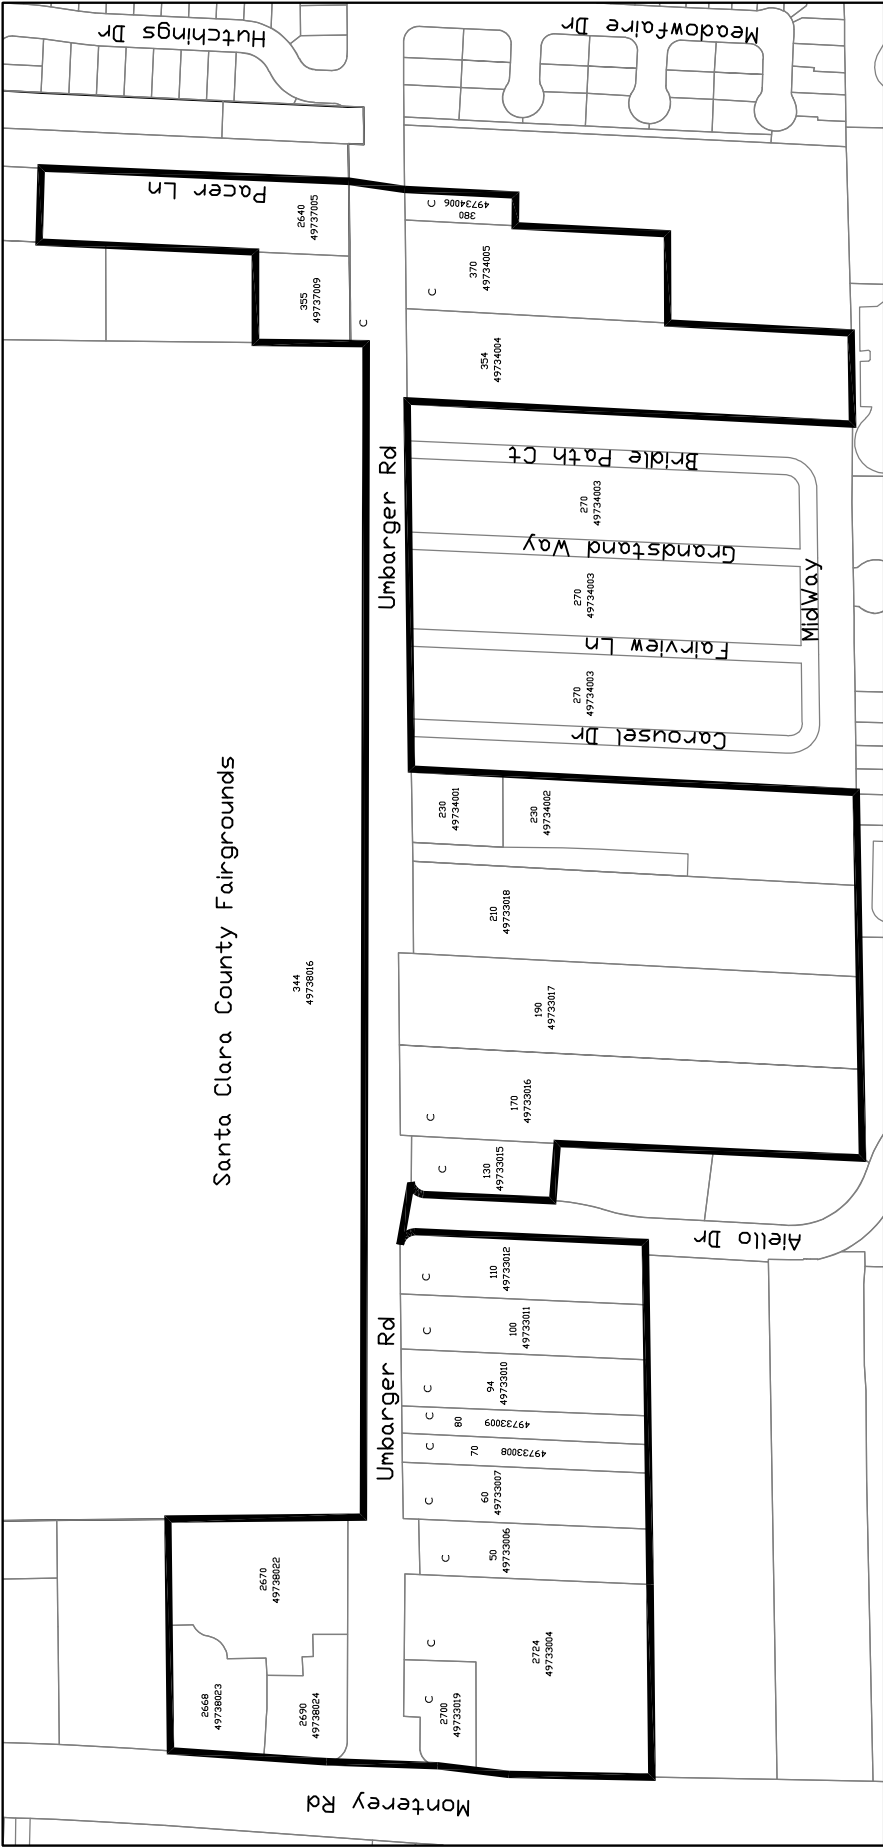 Hutchings Dr
Meadowfaire Dr
Pacer Ln
2640
49737005
380
49734006
C
355
49737009
370
49734005
C
C
354
49734004
Umbarger Rd
Bridle Path Ct
270
49734003
Grandstand Way
270
49734003
MidWay
Fairview Ln
270
49734003
Carousel Dr
Santa Clara County Fairgrounds
344
49738016
230
49734001
230
49734002
210
49733018
190
49733017
170
49733016
C
130
49733015
C
Aiello Dr
110
49733012
C
100
49733011
C
Umbarger Rd
94
49733010
C
80
49733009
C
70
49733008
C
60
49733007
C
50
49733006
C
2670
49738022
2668
49738023
2690
49738024
2724
49733004
C
2700
49733019
C
Monterey Rd